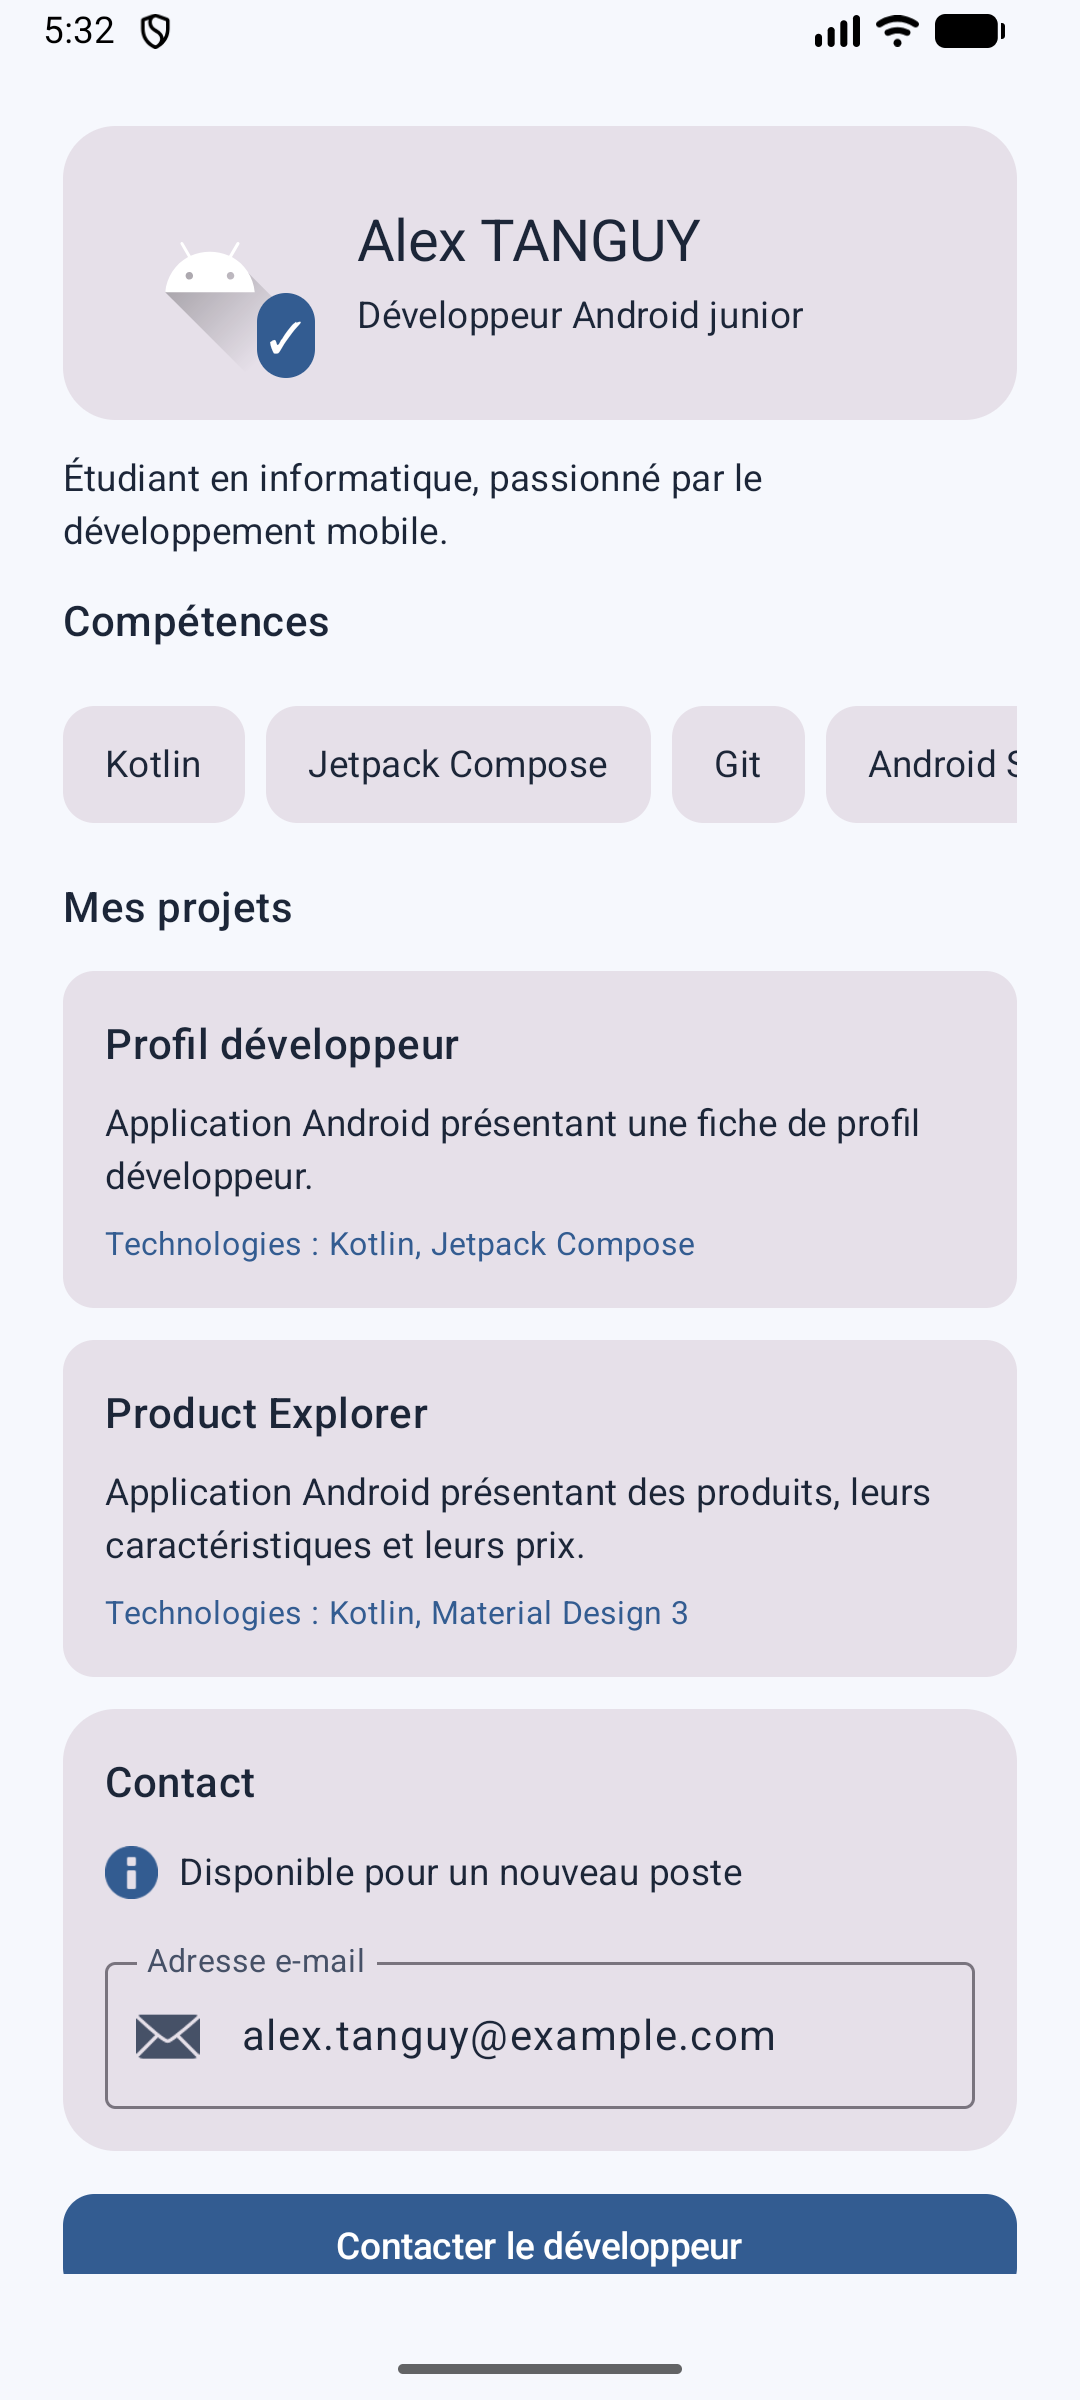 5:32
Alex TANGUY
Développeur Android junior
✓
Étudiant en informatique, passionné par le
développement mobile.
Compétences
Kotlin
Jetpack Compose
Git
Android
Mes projets
Profil développeur
Application Android présentant une fiche de profil
développeur.
Technologies : Kotlin, Jetpack Compose
Product Explorer
Application Android présentant des produits, leurs
caractéristiques et leurs prix.
Technologies : Kotlin, Material Design 3
Contact
Disponible pour un nouveau poste
Adresse e-mail
alex.tanguy@example.com
Contacter le développeur